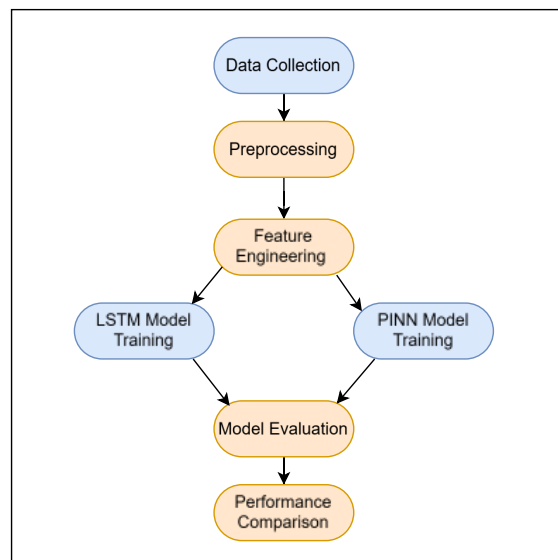 Data Collection
Preprocessing
Feature
Engineering
LSTM Model
Training
PINN Model
Training
Model Evaluation
Performance
Comparison